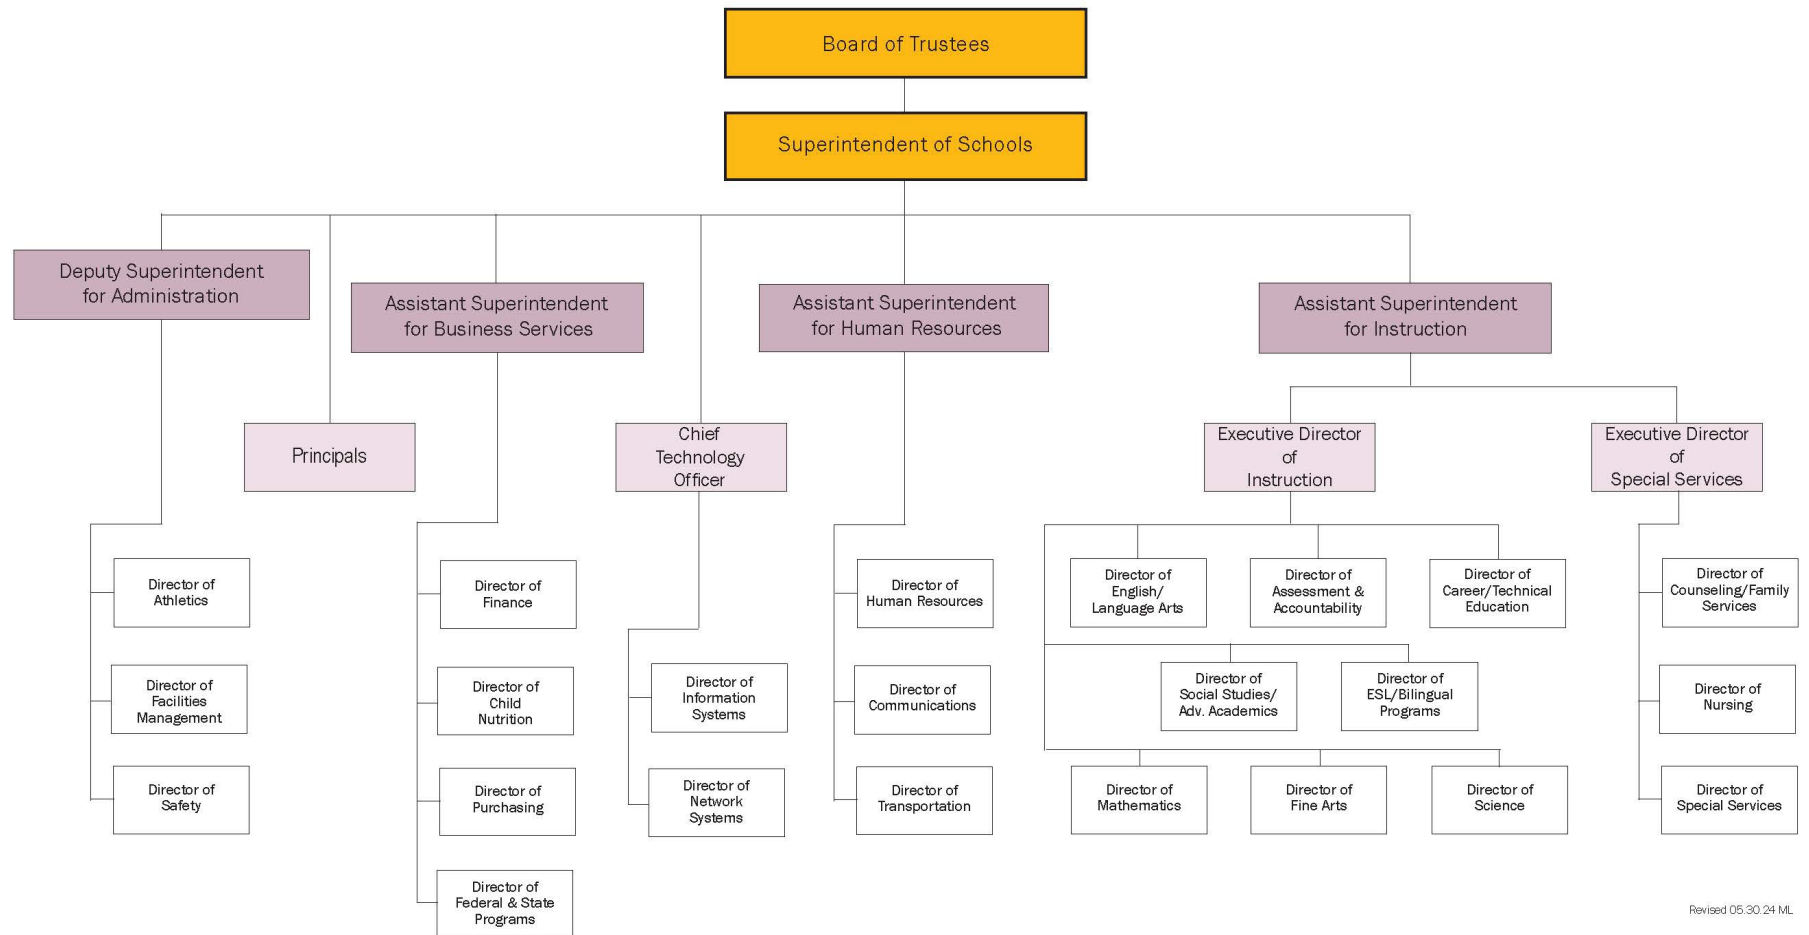 Board of Trustees
Superintendent of Schools
Deputy Superintendent
for Administration
Assistant Superintendent
for Business Services
Assistant Superintendent
for Human Resources
Assistant Superintendent
for Instruction
Principals
Chief
Technology
Officer
Executive Director
of
Instruction
Executive Director
of
Special Services
Director of
Athletics
Director of
Facilities
Management
Director of
Safety
Director of
Finance
Director of
Child
Nutrition
Director of
Purchasing
Director of
Federal & State
Programs
Director of
Information
Systems
Director of
Network
Systems
Director of
Human Resources
Director of
Communications
Director of
Transportation
Director of
English/
Language Arts
Director of
Assessment &
Accountability
Director of
Career/Technical
Education
Director of
Social Studies/
Adv. Academics
Director of
ESL/Bilingual
Programs
Director of
Mathematics
Director of
Fine Arts
Director of
Science
Director of
Counseling/Family
Services
Director of
Nursing
Director of
Special Services
Revised 05.30.24 ML